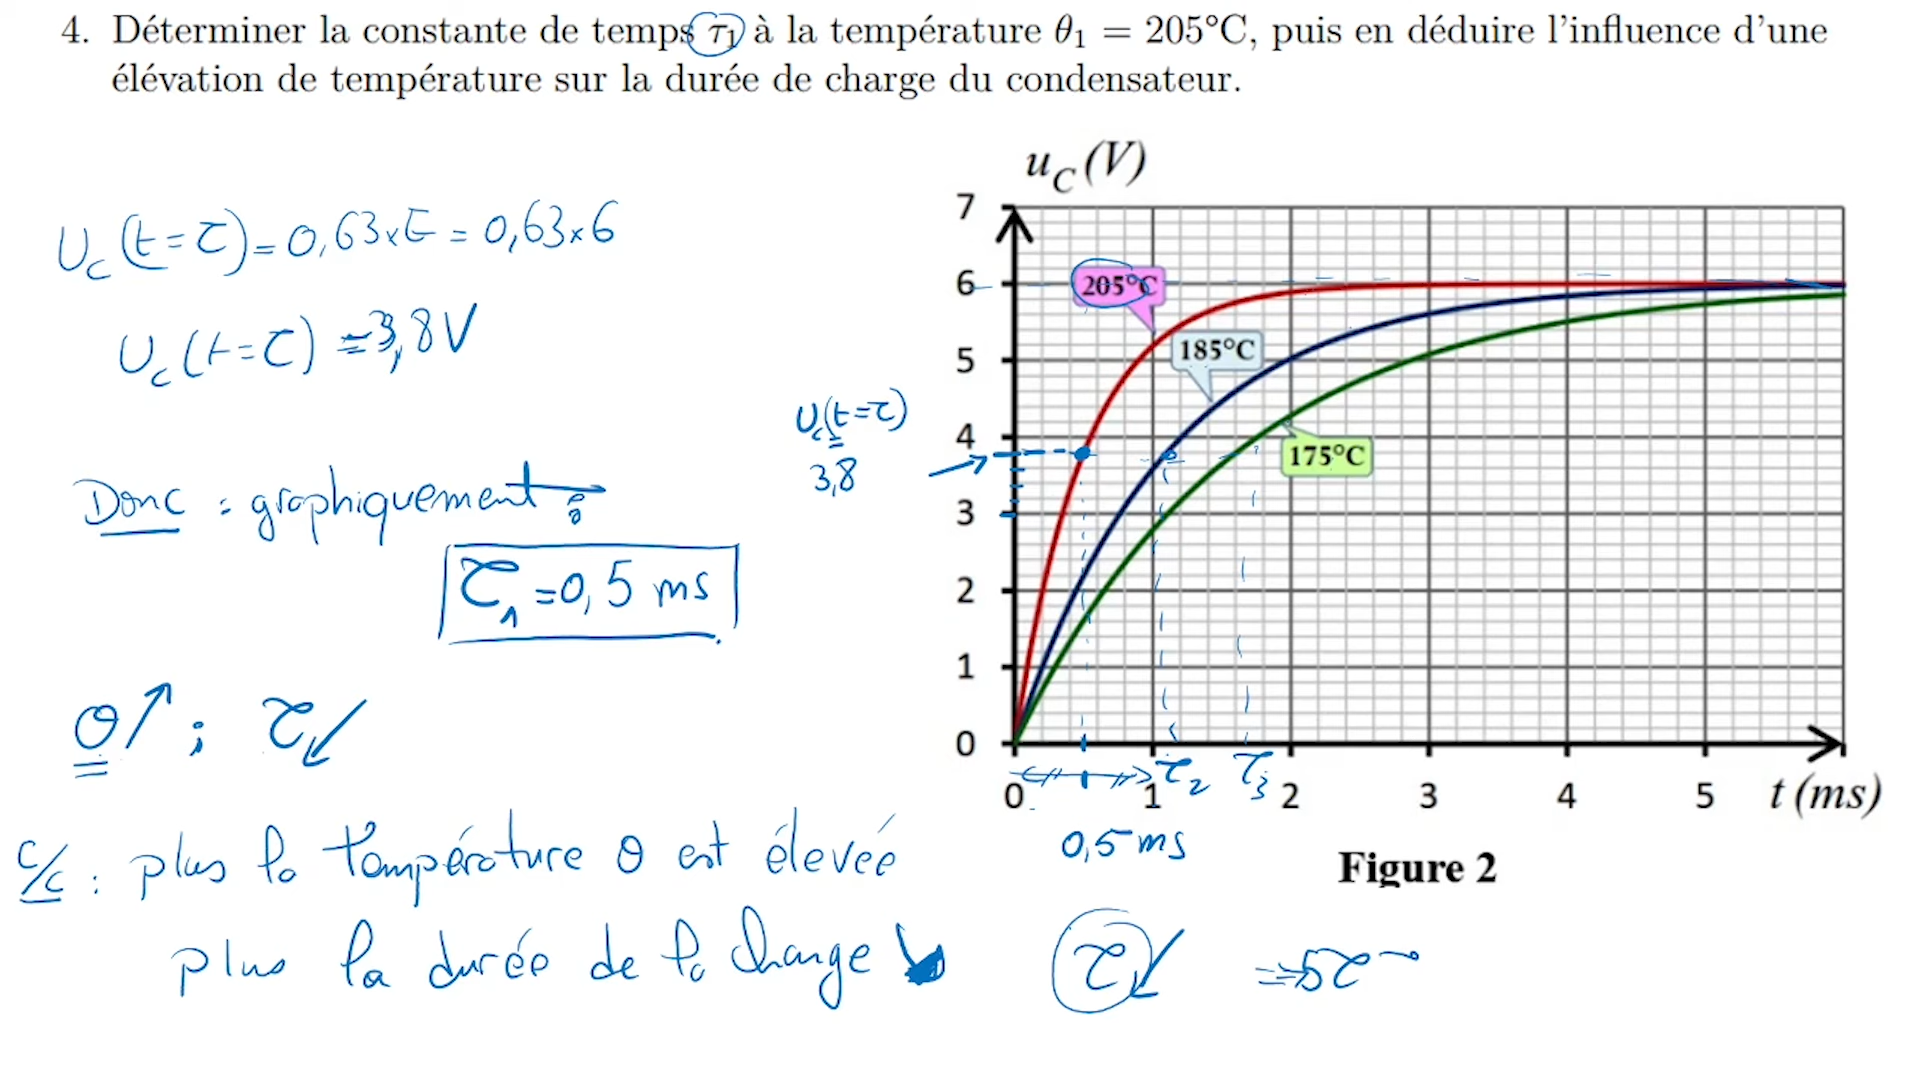 4. Déterminer la constante de temps τ₁ à la température θ₁ = 205°C, puis en déduire l'influence d'une
élévation de température sur la durée de charge du condensateur.
U_c (t=τ) = 0,63×E = 0,63×6
U_c (t=τ) = 3,8V
Donc : graphiquement :
τ₁ = 0,5 ms
θ↗ ; τ↙
c/c : plus la température θ est élevée
plus la durée de la charge ↘
u_C (V)
7
6
5
4
3
2
1
0
205°C
185°C
175°C
U_c(t=τ)
=
3,8
τ₂
τ₃
0
1
2
3
4
5
t (ms)
0,5 ms
Figure 2
τ↙
5τ